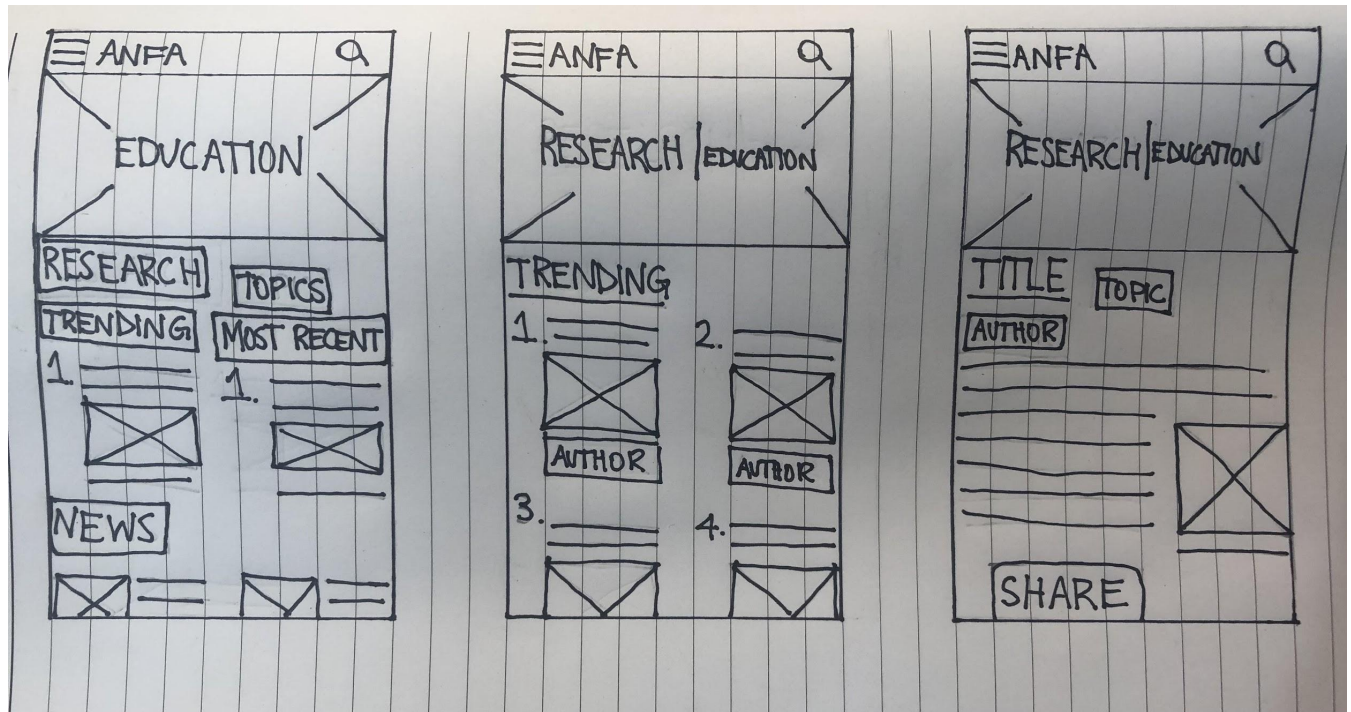 ANFA
EDUCATION
RESEARCH
TOPICS
TRENDING
MOST RECENT
1.
1.
NEWS
ANFA
RESEARCH | EDUCATION
TRENDING
1.
2.
AUTHOR
AUTHOR
3.
4.
ANFA
RESEARCH | EDUCATION
TITLE
TOPIC
AUTHOR
SHARE